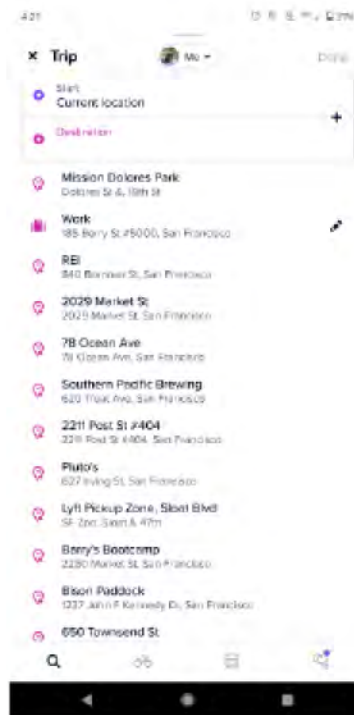 4:21
Trip
Me
Done
Start
Current location
Destination
Mission Dolores Park
Dolores St &, 19th St
Work
185 Berry St #5000, San Francisco
REI
840 Brannan St, San Francisco
2029 Market St
2029 Market St, San Francisco
78 Ocean Ave
78 Ocean Ave, San Francisco
Southern Pacific Brewing
620 Treat Ave, San Francisco
2211 Post St #404
2211 Post St #404, San Francisco
Pluto's
627 Irving St, San Francisco
Lyft Pickup Zone, Sloat Blvd
SF Zoo, Sloat & 47th
Barry's Bootcamp
2280 Market St, San Francisco
Bison Paddock
1237 John F Kennedy Dr, San Francisco
650 Townsend St